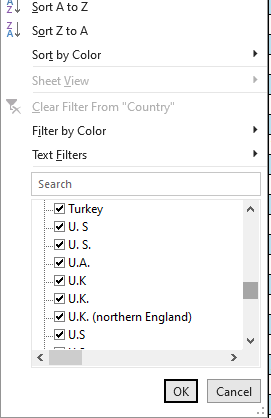 Sort A to Z
Sort Z to A
Sort by Color
Sheet View
Clear Filter From "Country"
Filter by Color
Text Filters
Search
Turkey
U. S
U. S.
U.A.
U.K
U.K.
U.K. (northern England)
U.S
OK
Cancel